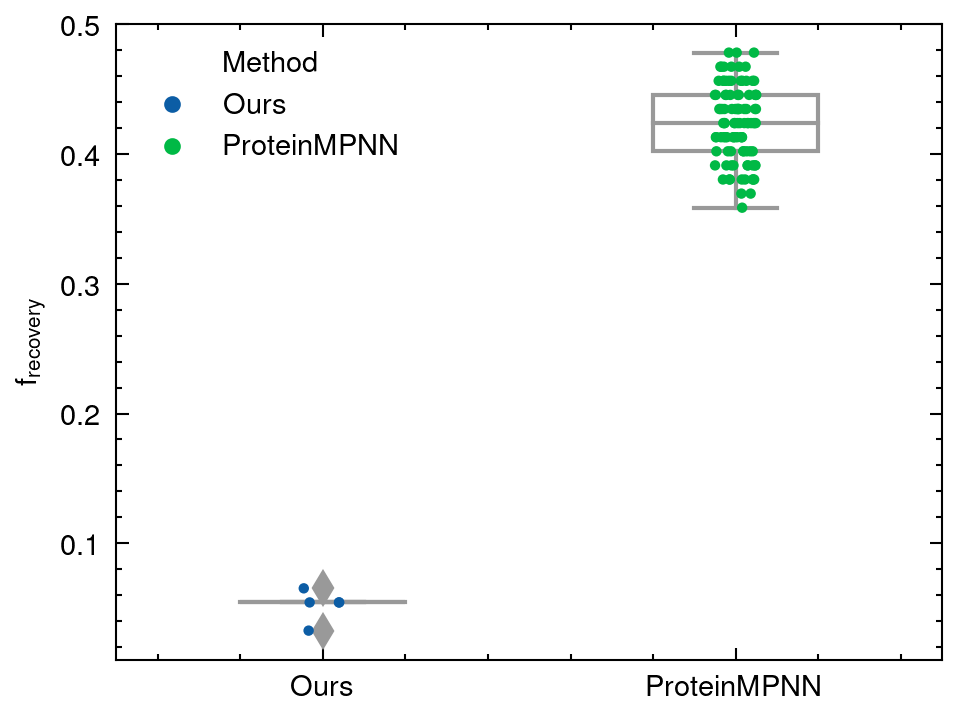 0.5
0.4
0.3
0.2
0.1
f_recovery
Method
Ours
ProteinMPNN
Ours
ProteinMPNN